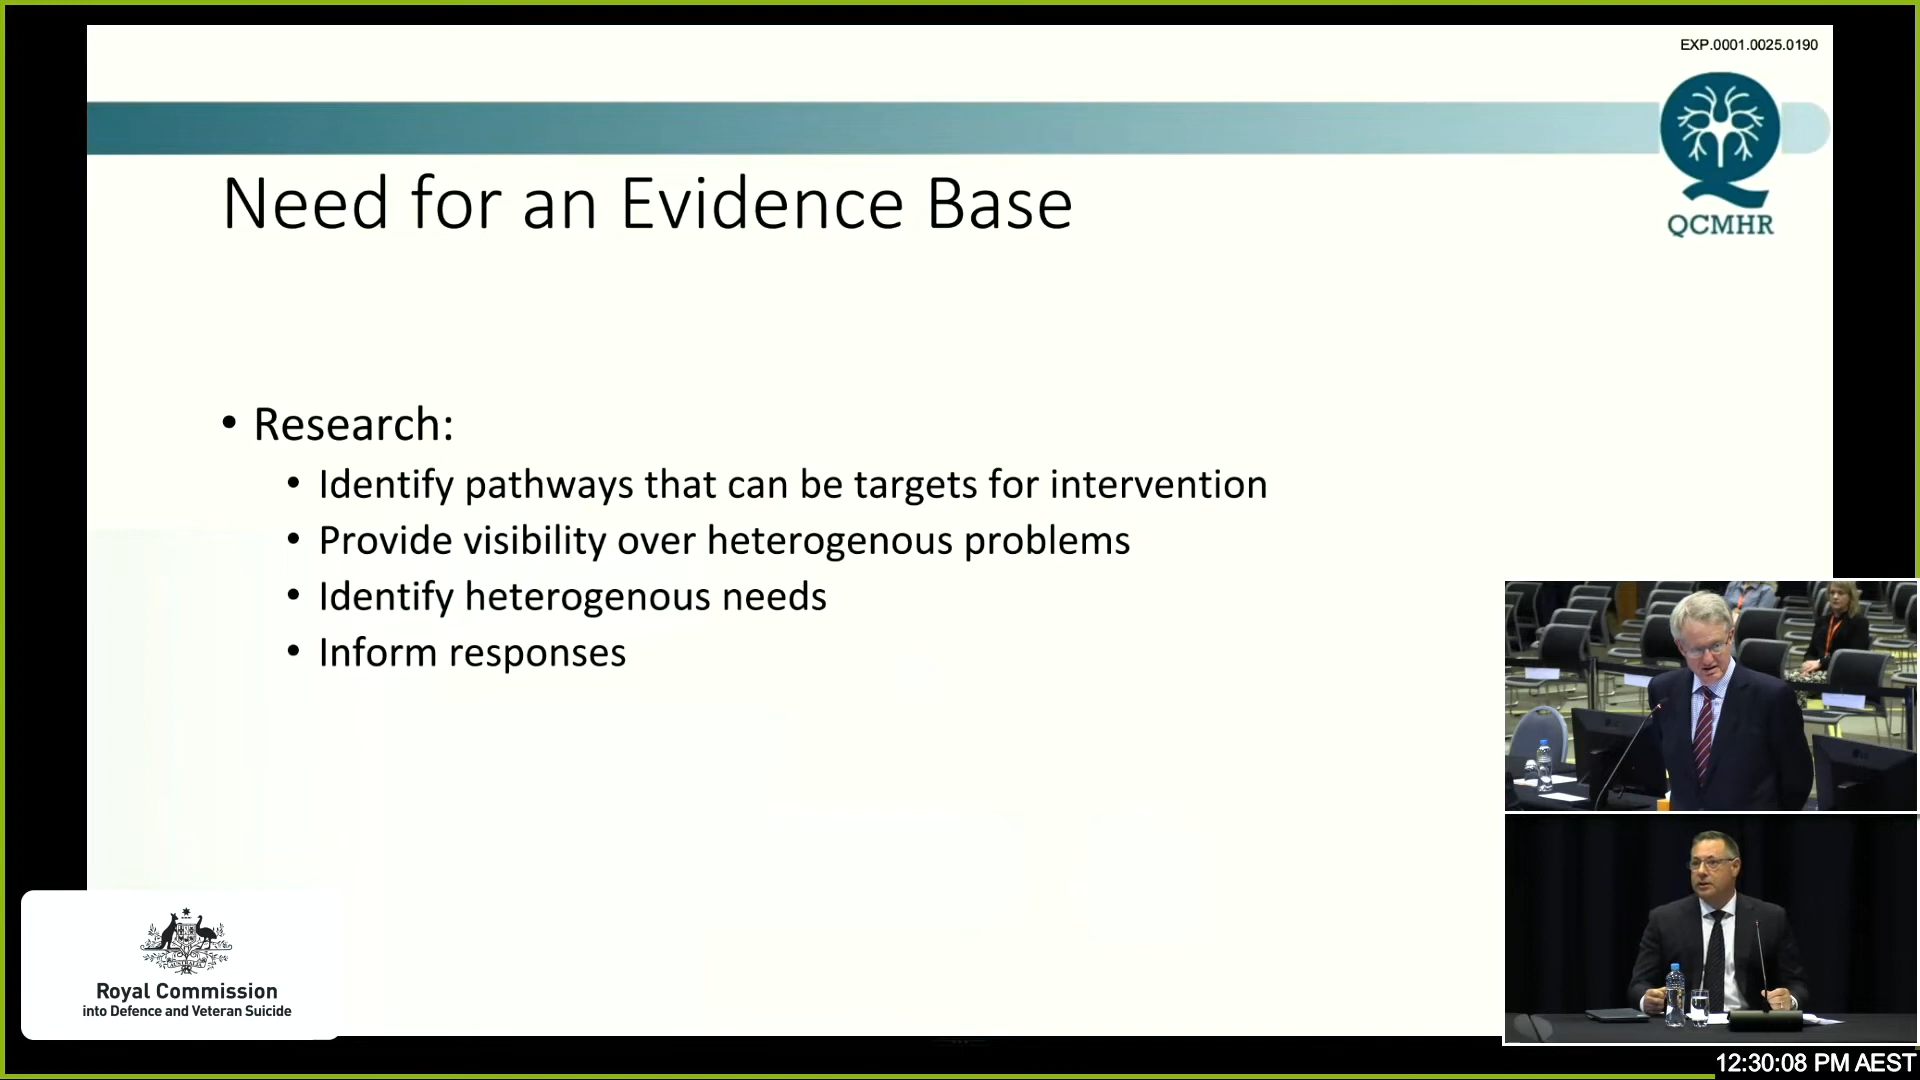 EXP.0001.0025.0190
QCMHR
Need for an Evidence Base
• Research:
• Identify pathways that can be targets for intervention
• Provide visibility over heterogenous problems
• Identify heterogenous needs
• Inform responses
AUSTRALIA
Royal Commission
into Defence and Veteran Suicide
12:30:08 PM AEST